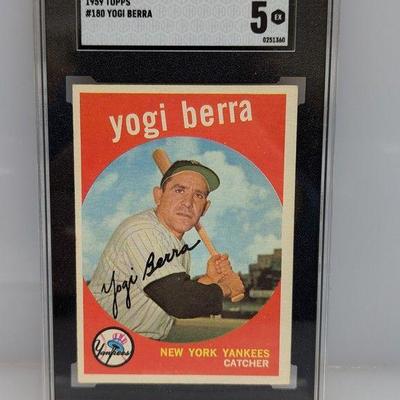 1959 TOPPS
#180 YOGI BERRA
5 EX
0251360
yogi berra
Yogi Berra
Yankees
NEW YORK YANKEES
CATCHER